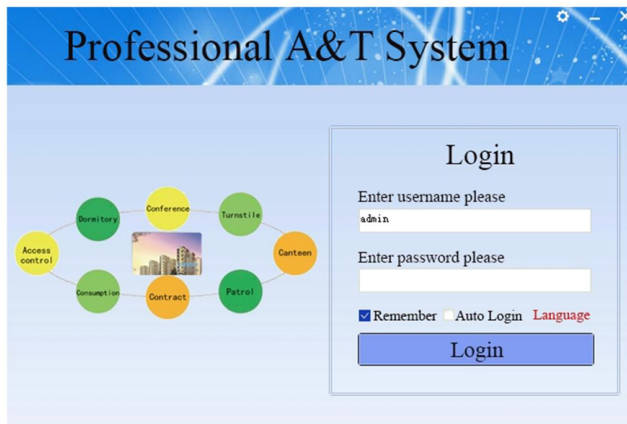 Professional A&T System
Login
Enter username please
admin
Enter password please
Remember Auto Login Language
Login
Conference
Dormitory
Turnstile
Access
control
Canteen
Consumption
Contract
Patrol